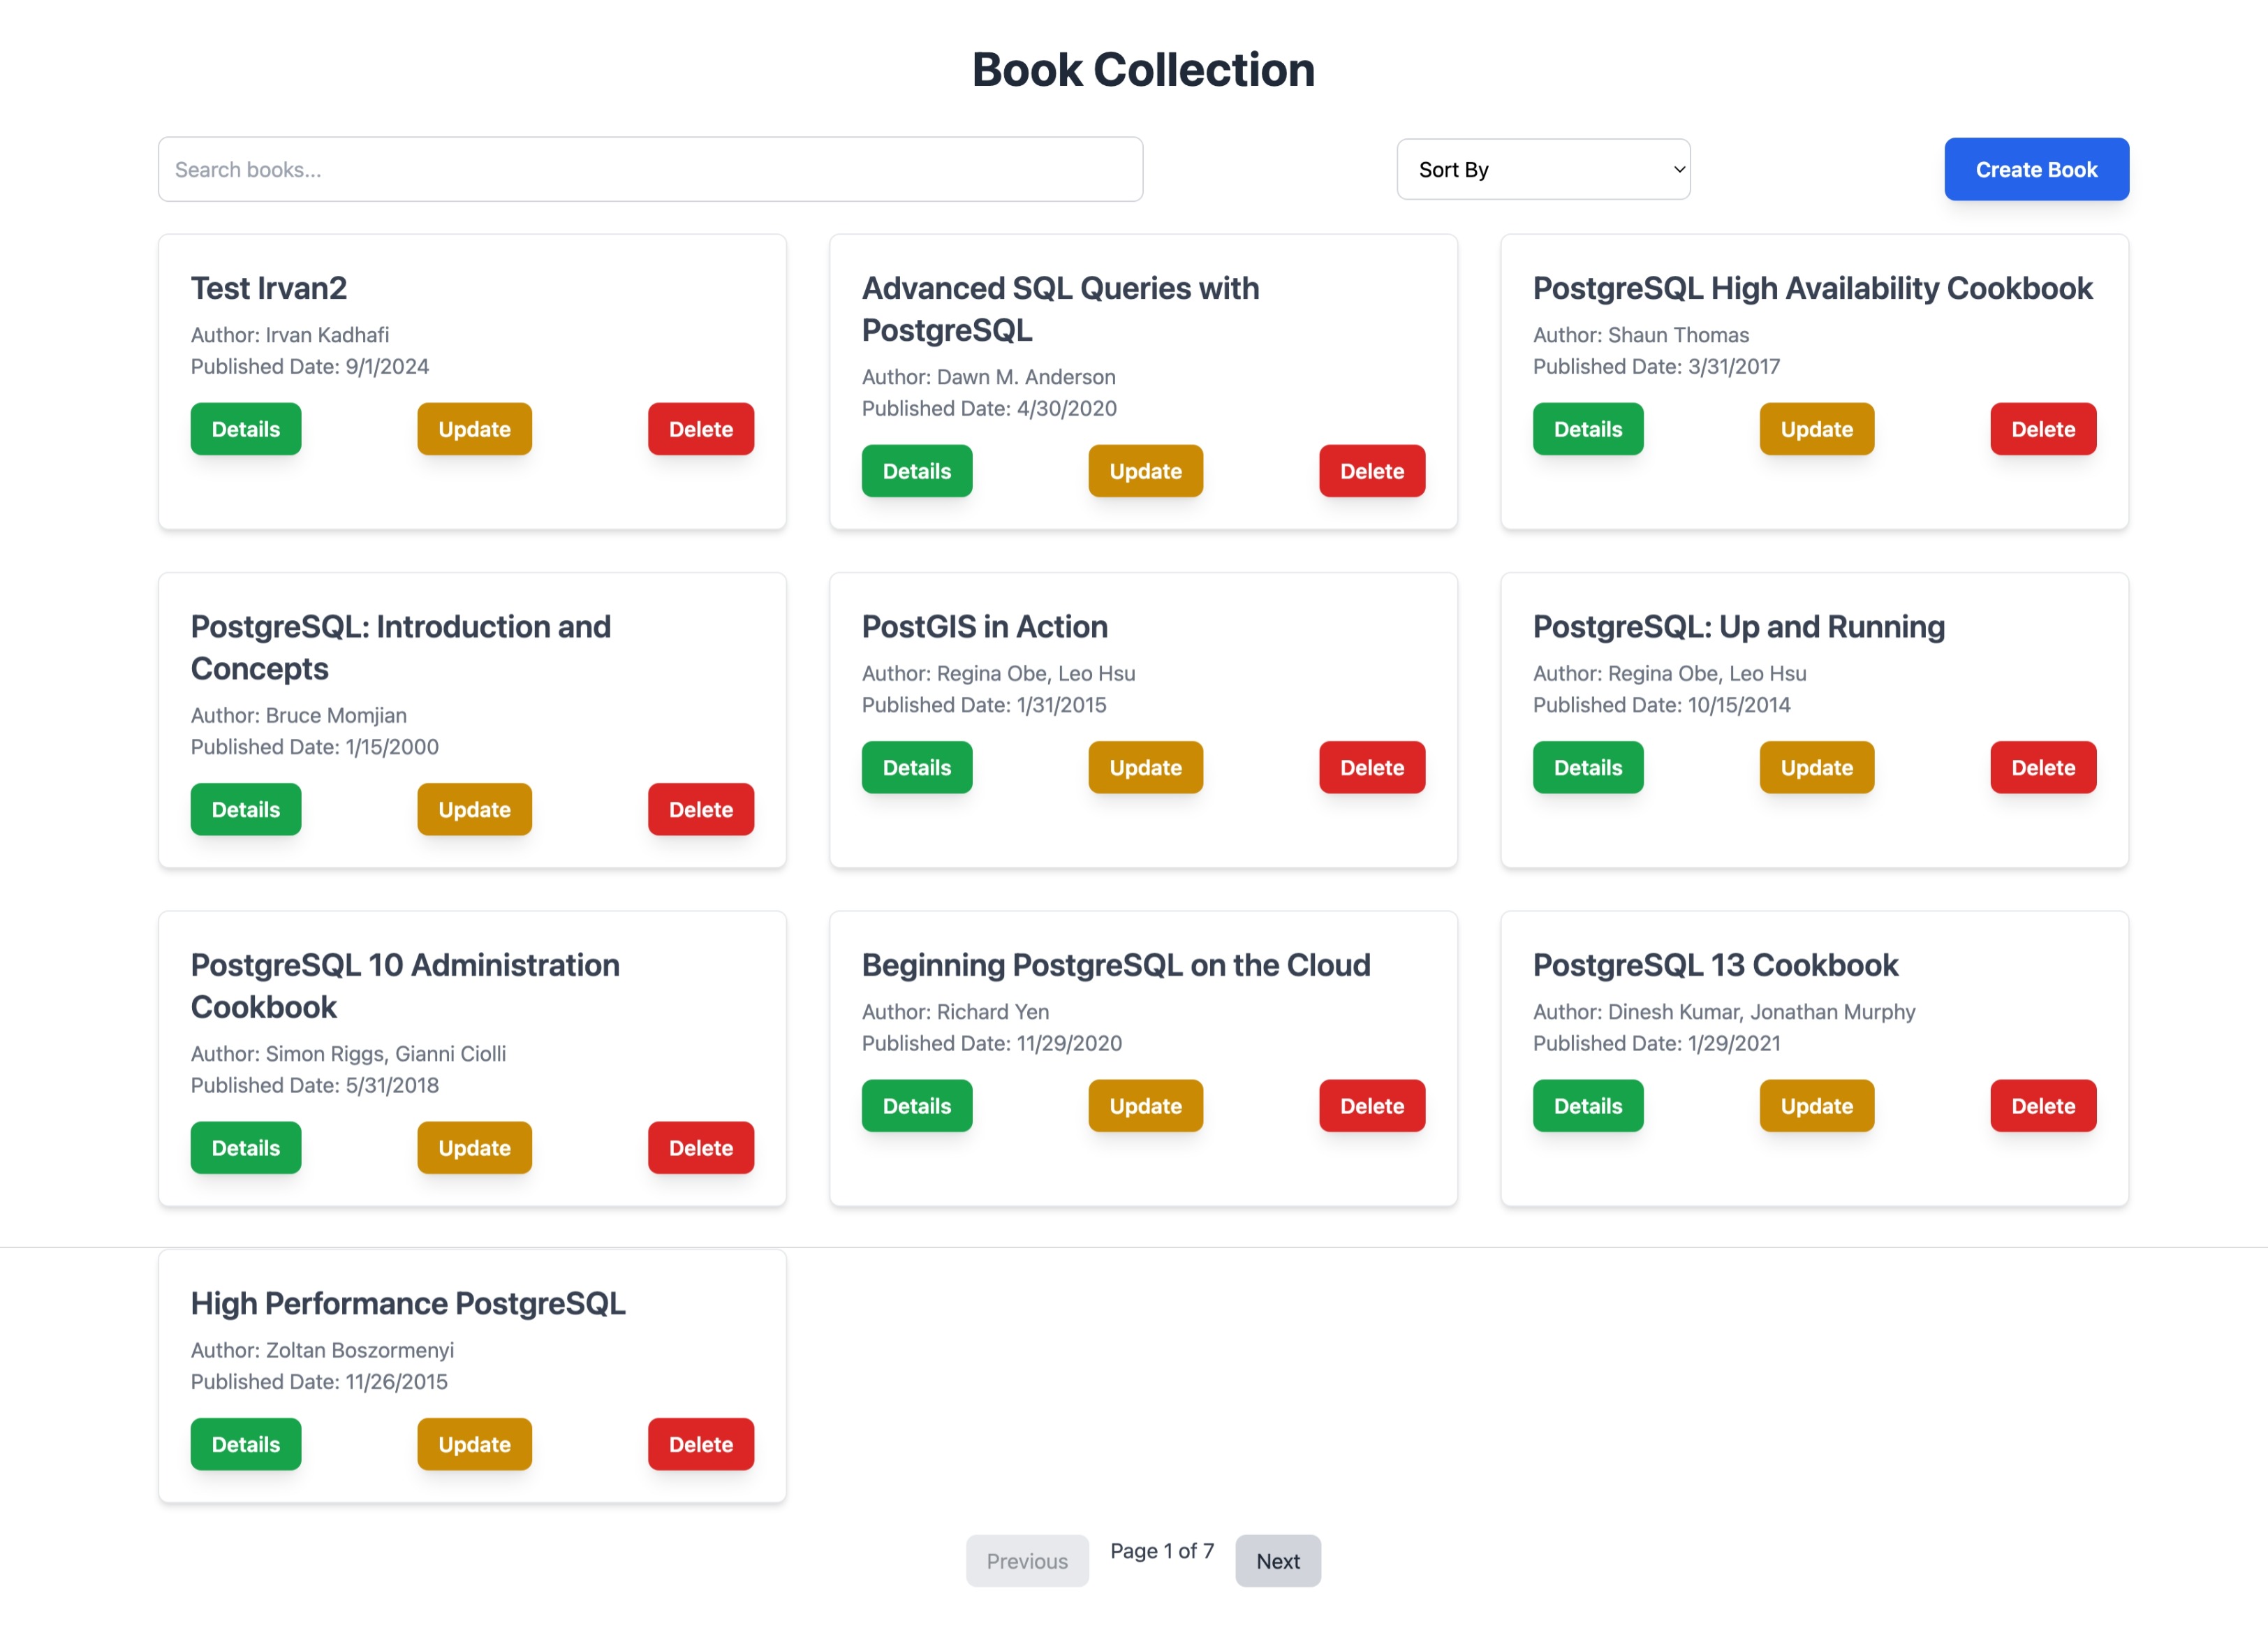 Book Collection
Search books...
Sort By
Create Book
Test Irvan2
Author: Irvan Kadhafi
Published Date: 9/1/2024
Details
Update
Delete
Advanced SQL Queries with
PostgreSQL
Author: Dawn M. Anderson
Published Date: 4/30/2020
Details
Update
Delete
PostgreSQL High Availability Cookbook
Author: Shaun Thomas
Published Date: 3/31/2017
Details
Update
Delete
PostgreSQL: Introduction and
Concepts
Author: Bruce Momjian
Published Date: 1/15/2000
Details
Update
Delete
PostGIS in Action
Author: Regina Obe, Leo Hsu
Published Date: 1/31/2015
Details
Update
Delete
PostgreSQL: Up and Running
Author: Regina Obe, Leo Hsu
Published Date: 10/15/2014
Details
Update
Delete
PostgreSQL 10 Administration
Cookbook
Author: Simon Riggs, Gianni Ciolli
Published Date: 5/31/2018
Details
Update
Delete
Beginning PostgreSQL on the Cloud
Author: Richard Yen
Published Date: 11/29/2020
Details
Update
Delete
PostgreSQL 13 Cookbook
Author: Dinesh Kumar, Jonathan Murphy
Published Date: 1/29/2021
Details
Update
Delete
High Performance PostgreSQL
Author: Zoltan Boszormenyi
Published Date: 11/26/2015
Details
Update
Delete
Previous
Page 1 of 7
Next